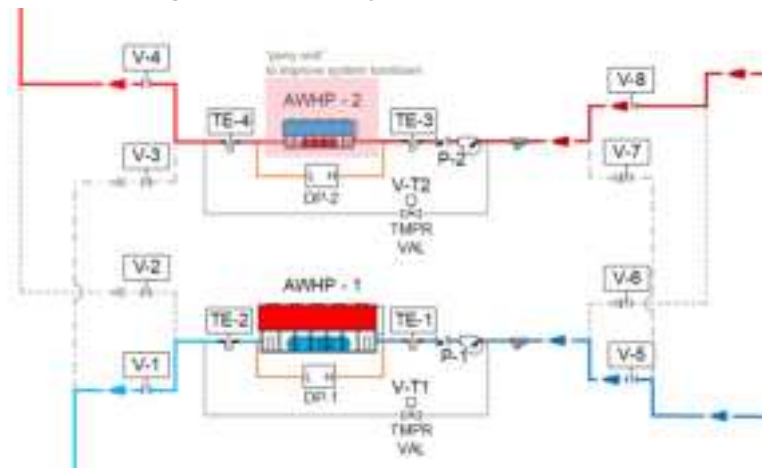 "pony unit"
to improve system turndown
V-4
V-8
AWHP - 2
TE-4
TE-3
V-3
P-2
V-7
L H
DP-2
V-T2
TMPR
VAL
V-2
V-6
AWHP - 1
TE-2
TE-1
P-1
V-1
V-5
L H
DP-1
V-T1
TMPR
VAL